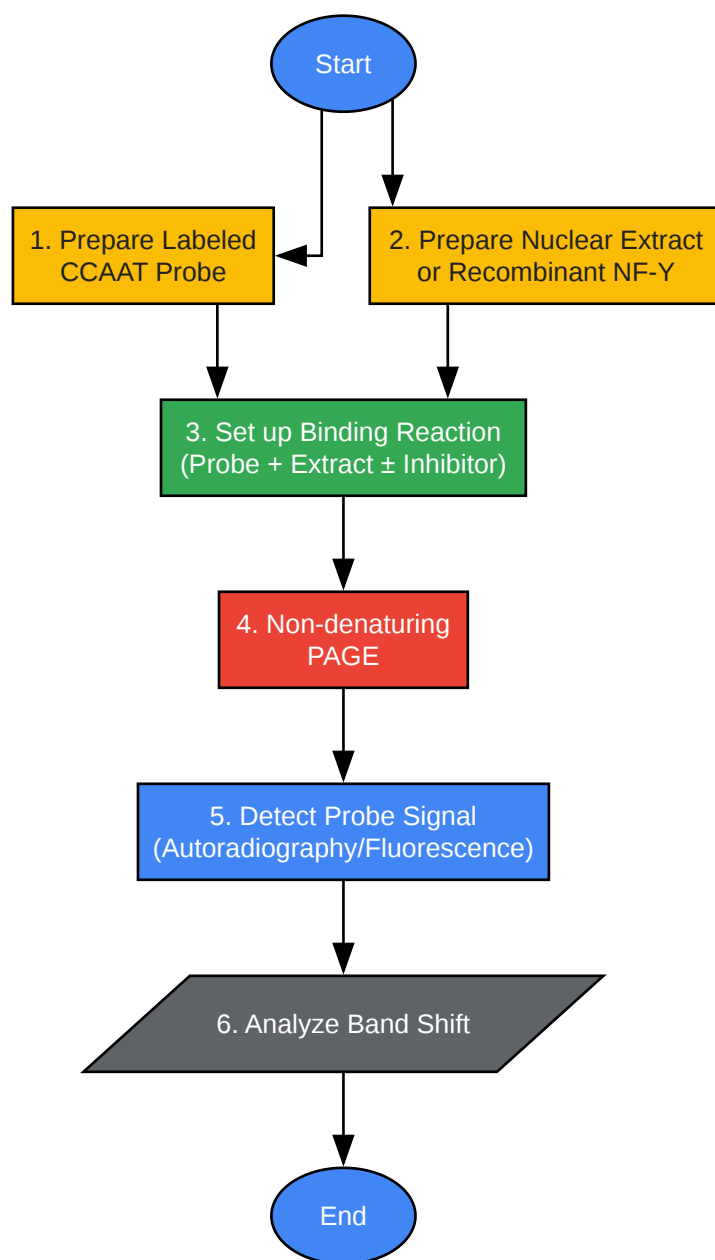 Start
1. Prepare Labeled
CCAAT Probe
2. Prepare Nuclear Extract
or Recombinant NF-Y
3. Set up Binding Reaction
(Probe + Extract ± Inhibitor)
4. Non-denaturing
PAGE
5. Detect Probe Signal
(Autoradiography/Fluorescence)
6. Analyze Band Shift
End